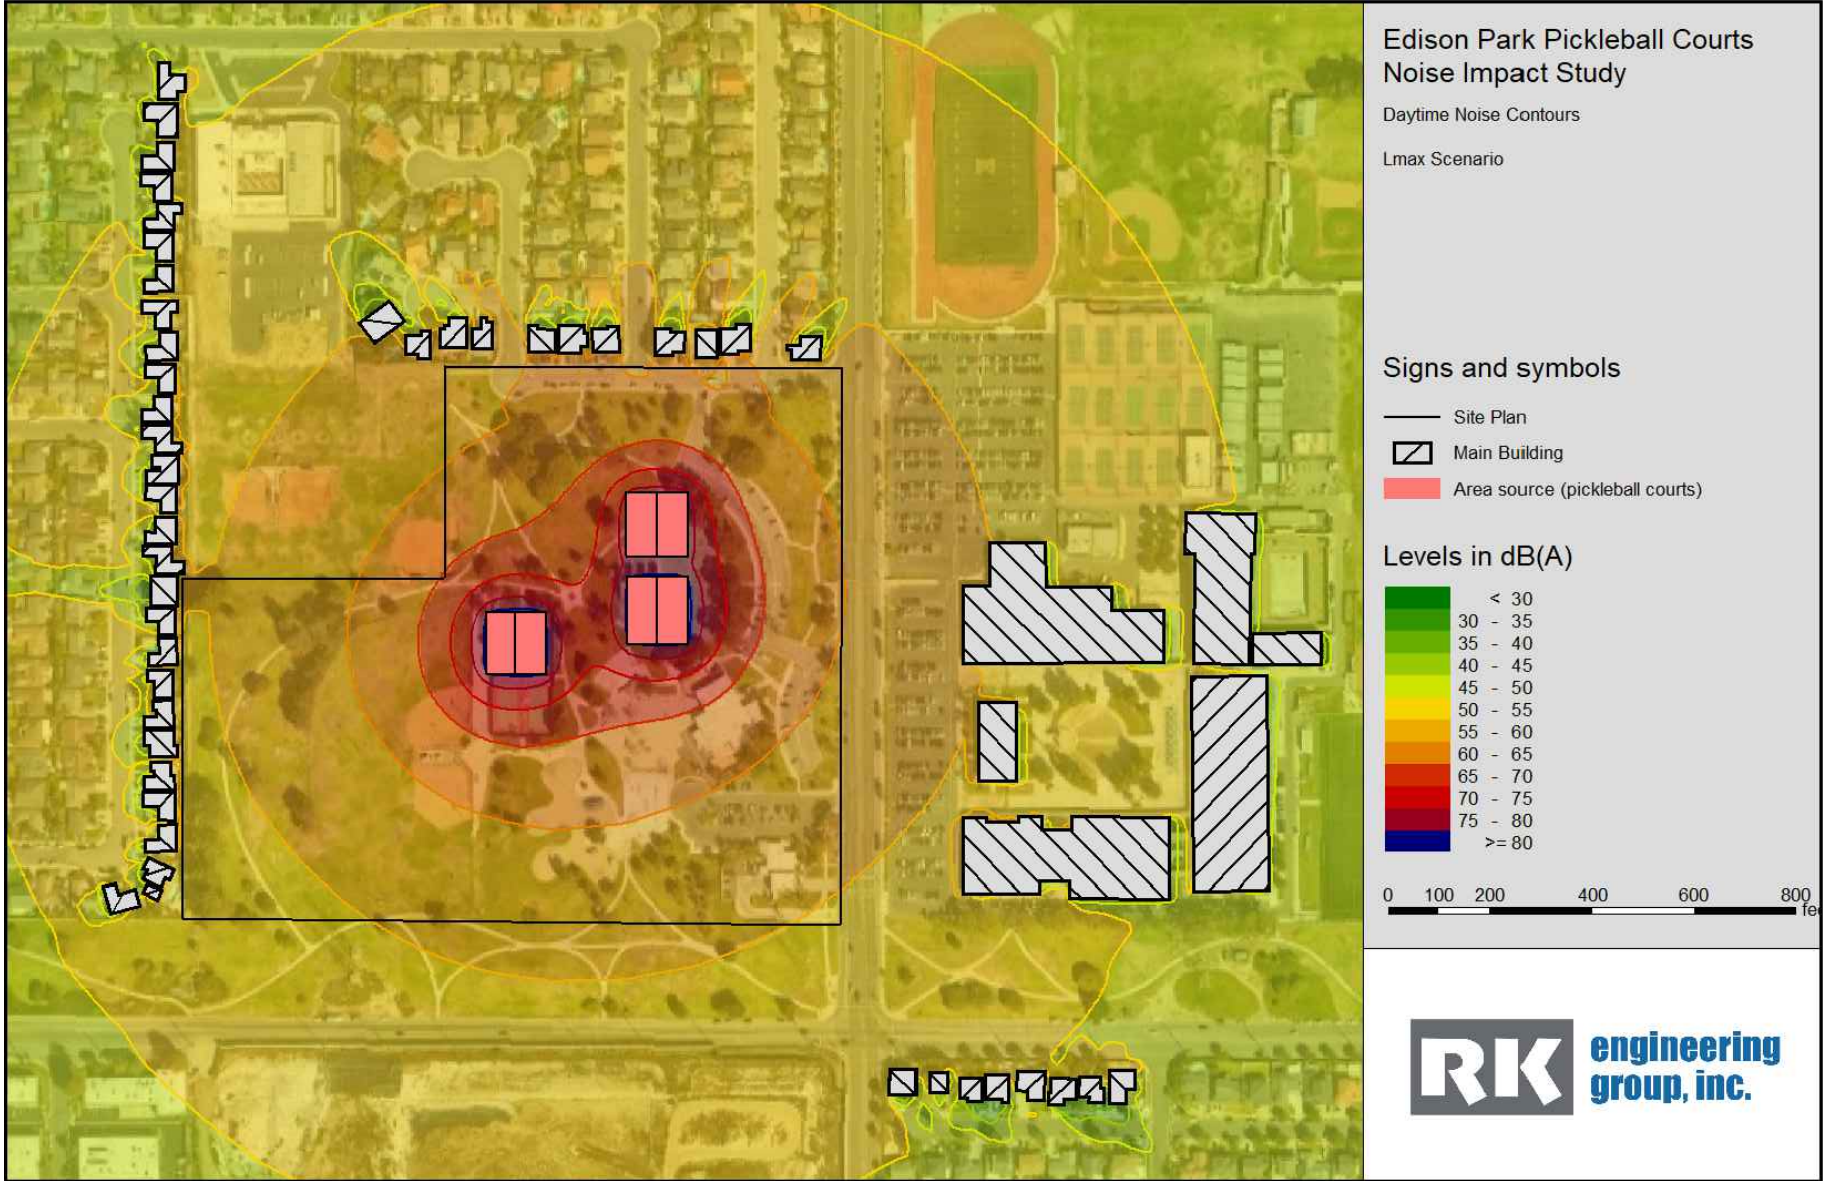 Edison Park Pickleball Courts
Noise Impact Study
Daytime Noise Contours
Lmax Scenario
Signs and symbols
Site Plan
Main Building
Area source (pickleball courts)
Levels in dB(A)
< 30
30 - 35
35 - 40
40 - 45
45 - 50
50 - 55
55 - 60
60 - 65
65 - 70
70 - 75
75 - 80
>= 80
0 100 200 400 600 800
fee
RK engineering
group, inc.